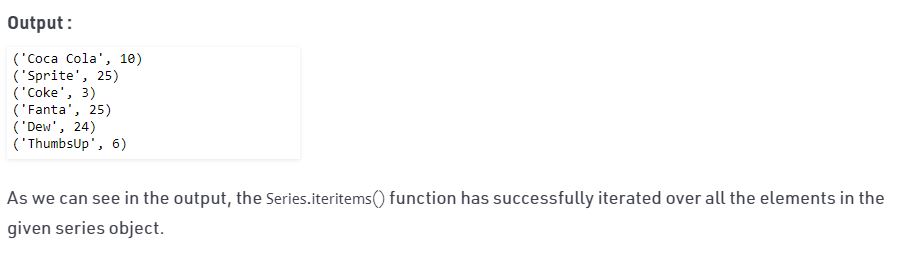 Output :
('Coca Cola', 10)
('Sprite', 25)
('Coke', 3)
('Fanta', 25)
('Dew', 24)
('ThumbsUp', 6)
As we can see in the output, the Series.iteritems() function has successfully iterated over all the elements in the
given series object.